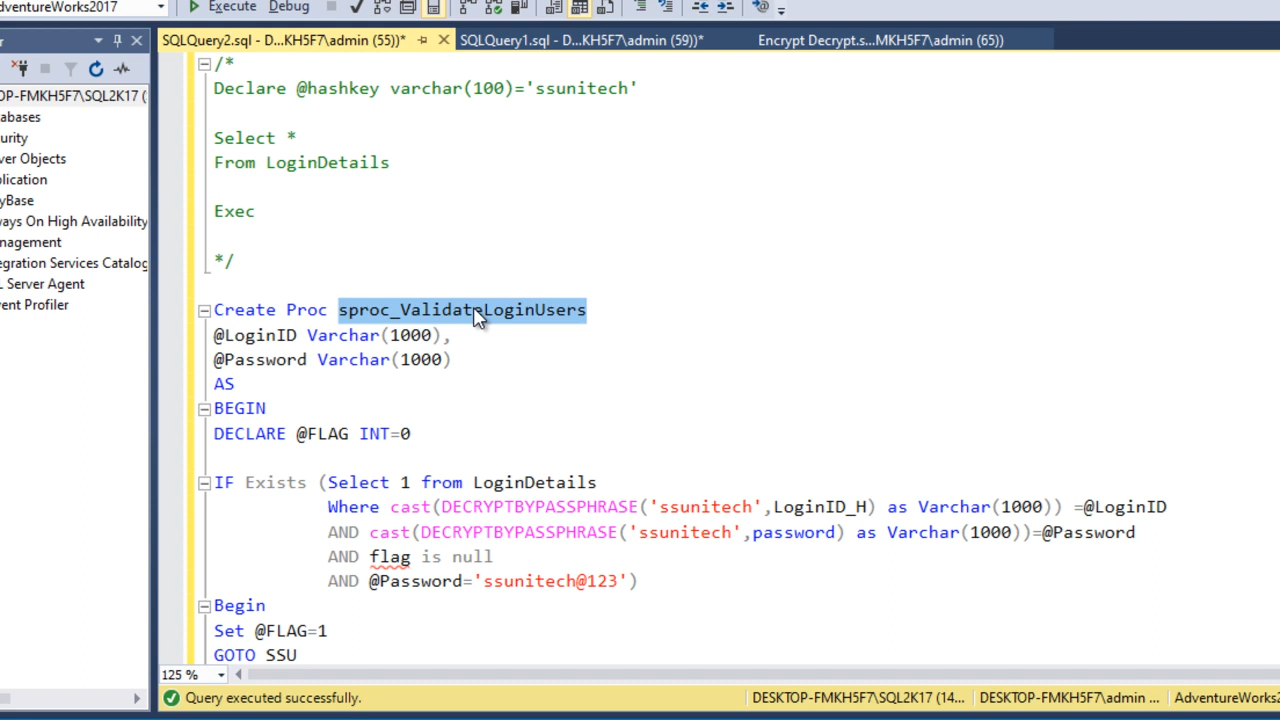 AdventureWorks2017
Execute
Debug
SQLQuery2.sql - D...KH5F7\admin (55))*
SQLQuery1.sql - D...KH5F7\admin (59))*
Encrypt Decrypt.s...MKH5F7\admin (65))
TOP-FMKH5F7\SQL2K17 (
abases
urity
ver Objects
plication
yBase
ways On High Availability
nagement
egration Services Catalog
L Server Agent
vent Profiler
/*
Declare @hashkey varchar(100)='ssunitech'
Select *
From LoginDetails
Exec
*/
Create Proc sproc_ValidateLoginUsers
@LoginID Varchar(1000),
@Password Varchar(1000)
AS
BEGIN
DECLARE @FLAG INT=0
IF Exists (Select 1 from LoginDetails
Where cast(DECRYPTBYPASSPHRASE('ssunitech',LoginID_H) as Varchar(1000)) =@LoginID
AND cast(DECRYPTBYPASSPHRASE('ssunitech',password) as Varchar(1000))=@Password
AND flag is null
AND @Password='ssunitech@123')
Begin
Set @FLAG=1
GOTO SSU
125 %
Query executed successfully.
DESKTOP-FMKH5F7\SQL2K17 (14...
DESKTOP-FMKH5F7\admin ...
AdventureWorks2